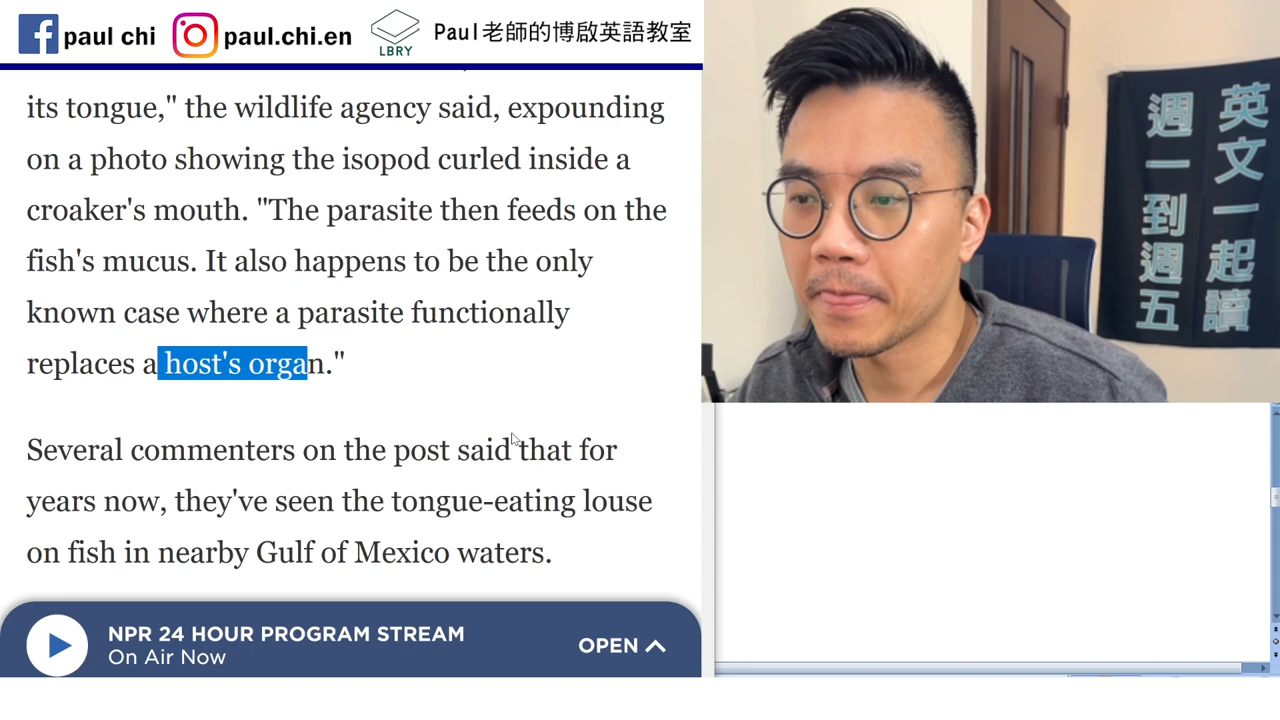 paul chi
paul.chi.en
LBRY
Paul老師的博啟英語教室
its tongue," the wildlife agency said, expounding
on a photo showing the isopod curled inside a
croaker's mouth. "The parasite then feeds on the
fish's mucus. It also happens to be the only
known case where a parasite functionally
replaces a host's organ."
Several commenters on the post said that for
years now, they've seen the tongue-eating louse
on fish in nearby Gulf of Mexico waters.
NPR 24 HOUR PROGRAM STREAM
On Air Now
OPEN
英文一起讀
週一到週五